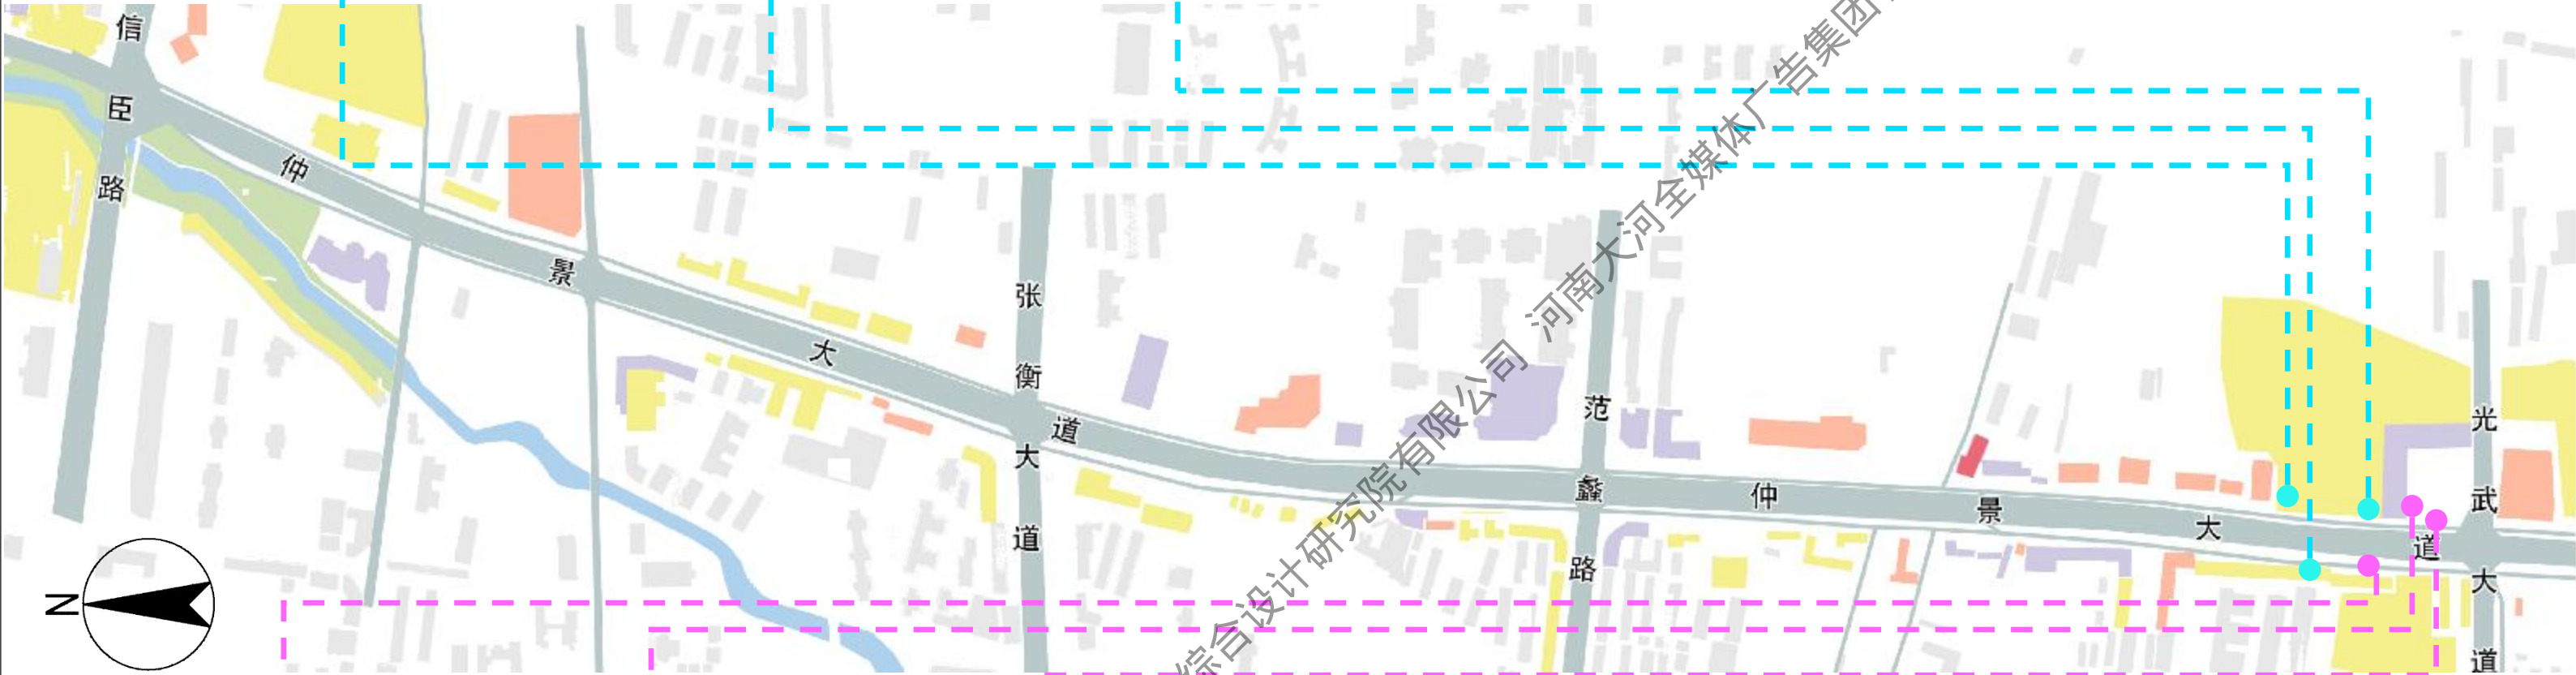 信臣路
仲景大道
张衡大道
范蠡路
仲景大道
光武大道
综合设计研究院有限公司 河南大河全媒体广告集团
N